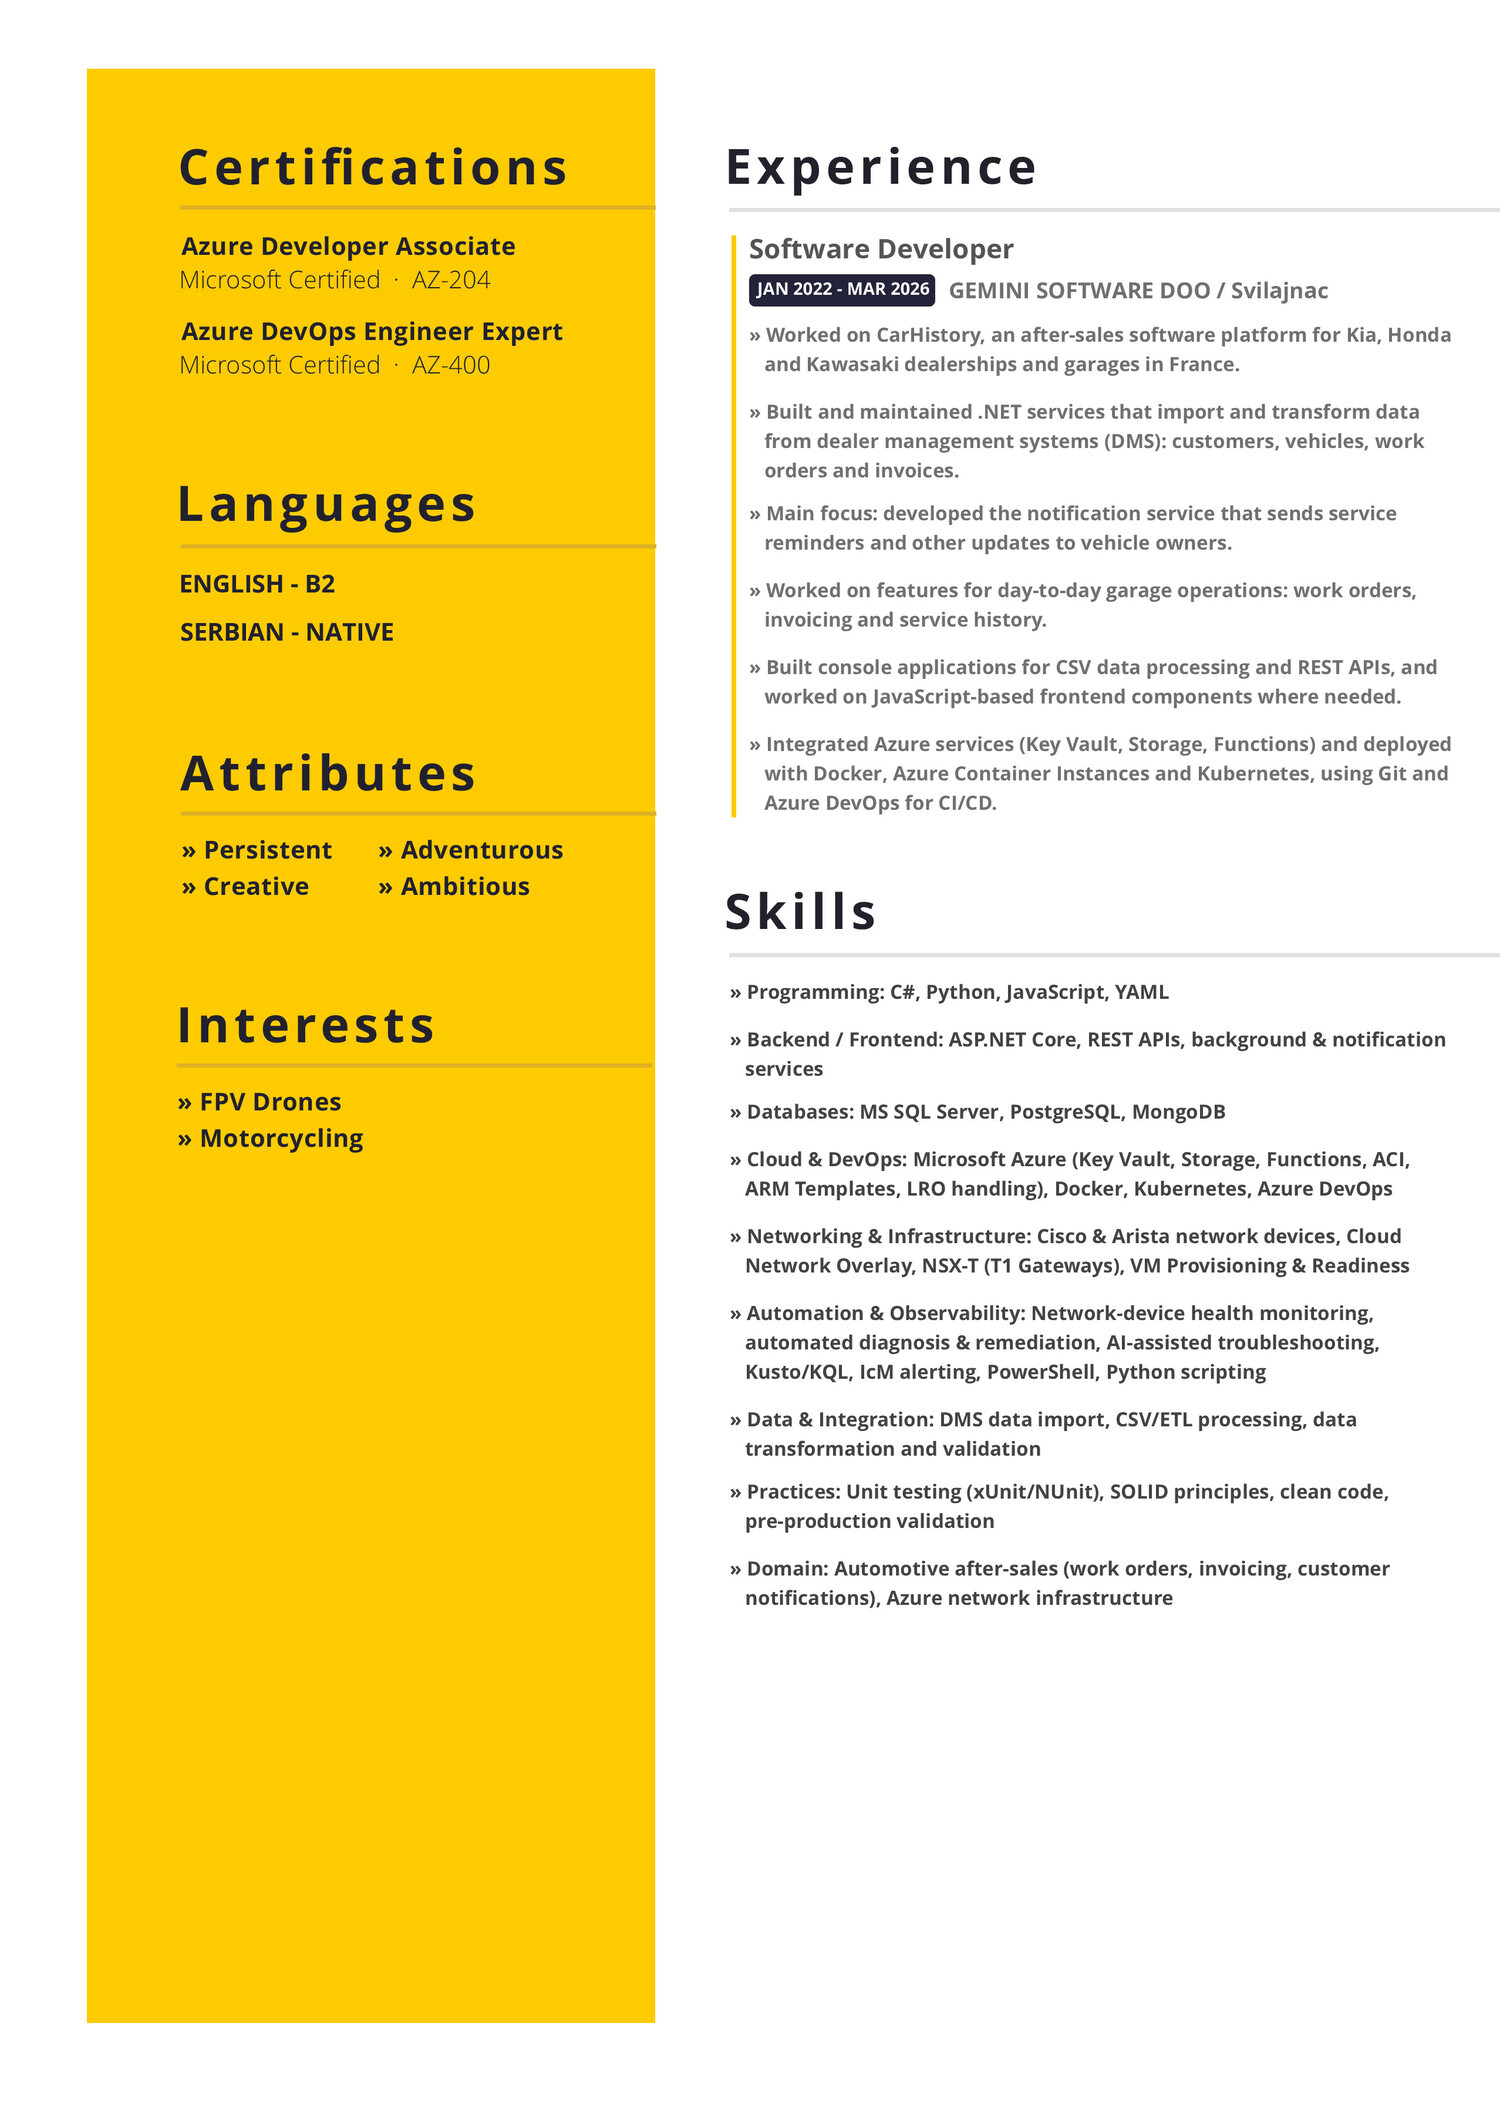 Certifications
Azure Developer Associate
Microsoft Certified · AZ-204
Azure DevOps Engineer Expert
Microsoft Certified · AZ-400
Languages
ENGLISH - B2
SERBIAN - NATIVE
Attributes
» Persistent » Adventurous
» Creative » Ambitious
Interests
» FPV Drones
» Motorcycling
Experience
Software Developer
JAN 2022 - MAR 2026 GEMINI SOFTWARE DOO / Svilajnac
» Worked on CarHistory, an after-sales software platform for Kia, Honda
and Kawasaki dealerships and garages in France.
» Built and maintained .NET services that import and transform data
from dealer management systems (DMS): customers, vehicles, work
orders and invoices.
» Main focus: developed the notification service that sends service
reminders and other updates to vehicle owners.
» Worked on features for day-to-day garage operations: work orders,
invoicing and service history.
» Built console applications for CSV data processing and REST APIs, and
worked on JavaScript-based frontend components where needed.
» Integrated Azure services (Key Vault, Storage, Functions) and deployed
with Docker, Azure Container Instances and Kubernetes, using Git and
Azure DevOps for CI/CD.
Skills
» Programming: C#, Python, JavaScript, YAML
» Backend / Frontend: ASP.NET Core, REST APIs, background & notification
services
» Databases: MS SQL Server, PostgreSQL, MongoDB
» Cloud & DevOps: Microsoft Azure (Key Vault, Storage, Functions, ACI,
ARM Templates, LRO handling), Docker, Kubernetes, Azure DevOps
» Networking & Infrastructure: Cisco & Arista network devices, Cloud
Network Overlay, NSX-T (T1 Gateways), VM Provisioning & Readiness
» Automation & Observability: Network-device health monitoring,
automated diagnosis & remediation, AI-assisted troubleshooting,
Kusto/KQL, IcM alerting, PowerShell, Python scripting
» Data & Integration: DMS data import, CSV/ETL processing, data
transformation and validation
» Practices: Unit testing (xUnit/NUnit), SOLID principles, clean code,
pre-production validation
» Domain: Automotive after-sales (work orders, invoicing, customer
notifications), Azure network infrastructure